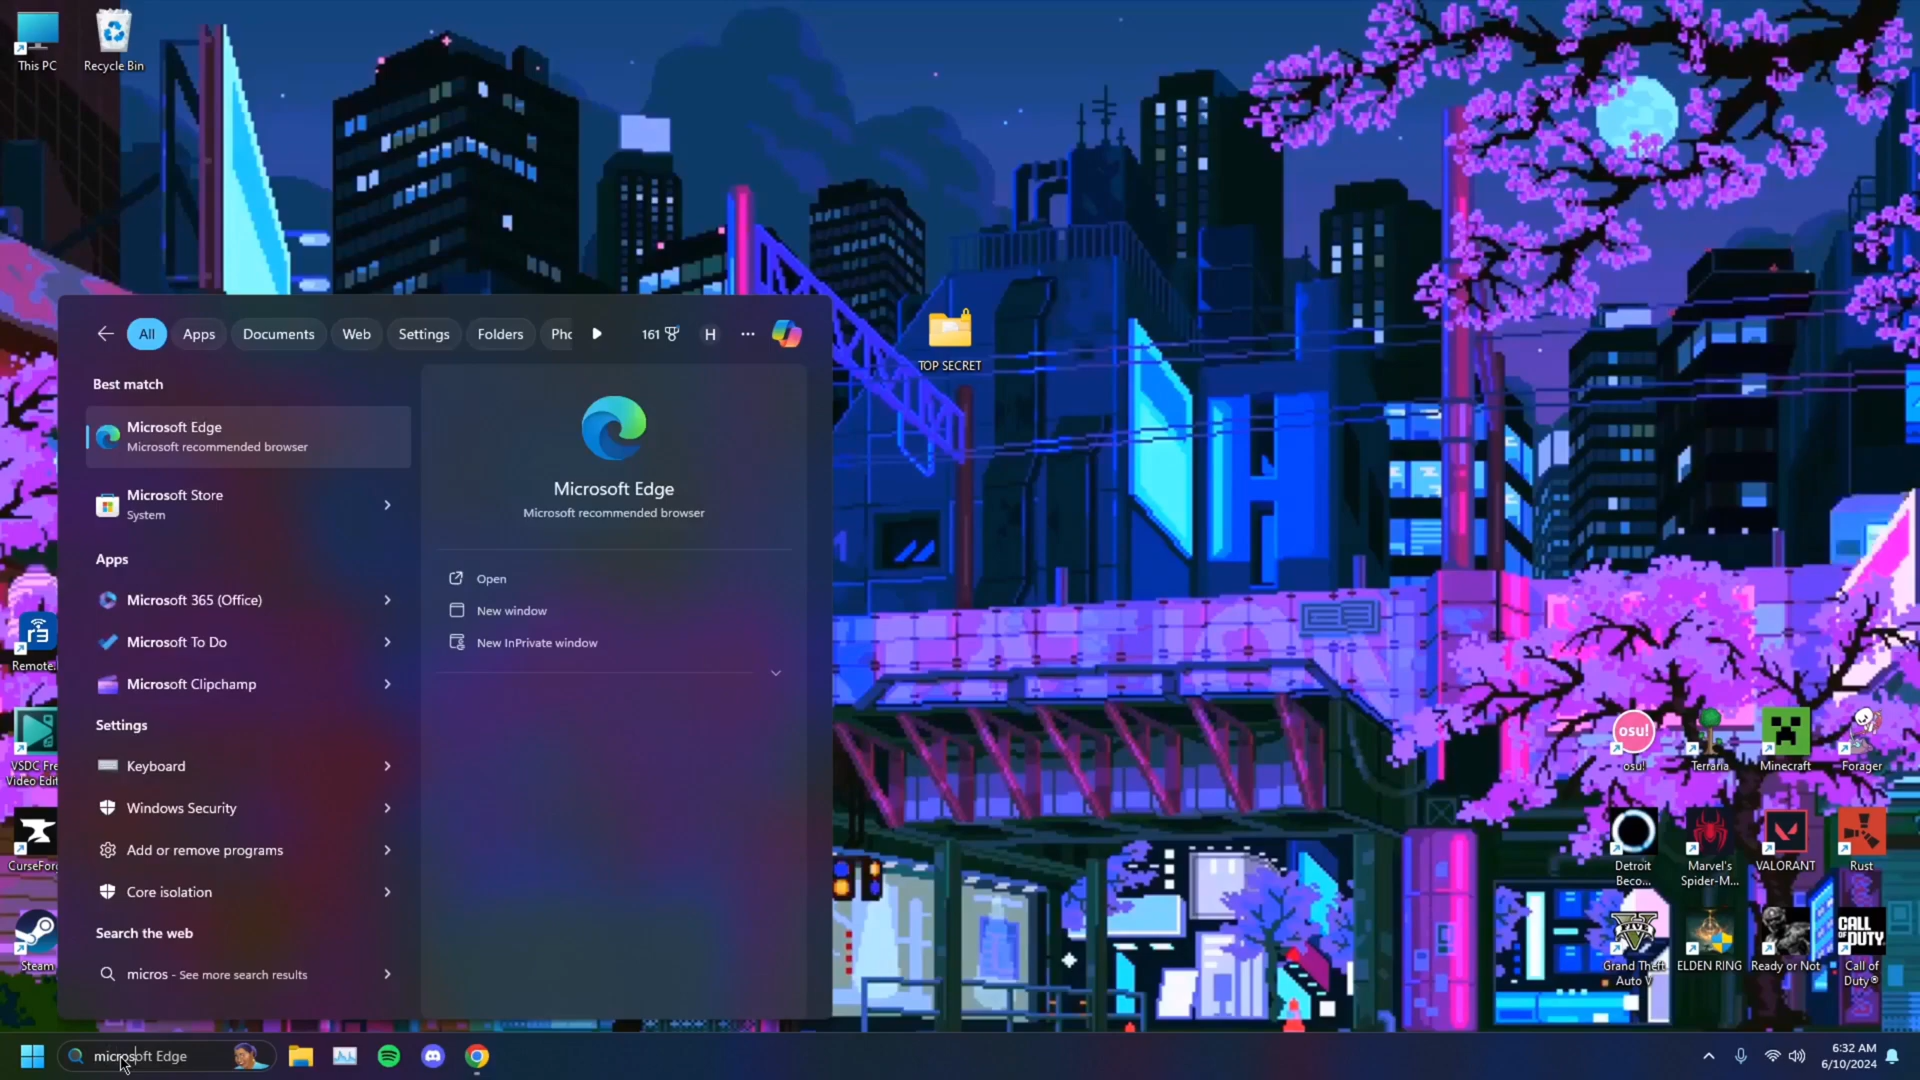 This PC
Recycle Bin
TOP SECRET
All
Apps
Documents
Web
Settings
Folders
Pho
161
H
Best match
Microsoft Edge
Microsoft recommended browser
Microsoft Store
System
Apps
Microsoft 365 (Office)
Microsoft To Do
Microsoft Clipchamp
Settings
Keyboard
Windows Security
Add or remove programs
Core isolation
Search the web
micros - See more search results
Microsoft Edge
Microsoft recommended browser
Open
New window
New InPrivate window
Remote.
VSDC Fre
Video Edit
CurseFor
Steam
osu!
osu!
Terraria
Minecraft
Forager
Detroit
Beco...
Marvel's
Spider-M...
VALORANT
Rust
FIVE
Grand Theft
Auto V
ELDEN RING
Ready or Not
CALL
OF DUTY
Call of
Duty®
microsoft Edge
6:32 AM
6/10/2024